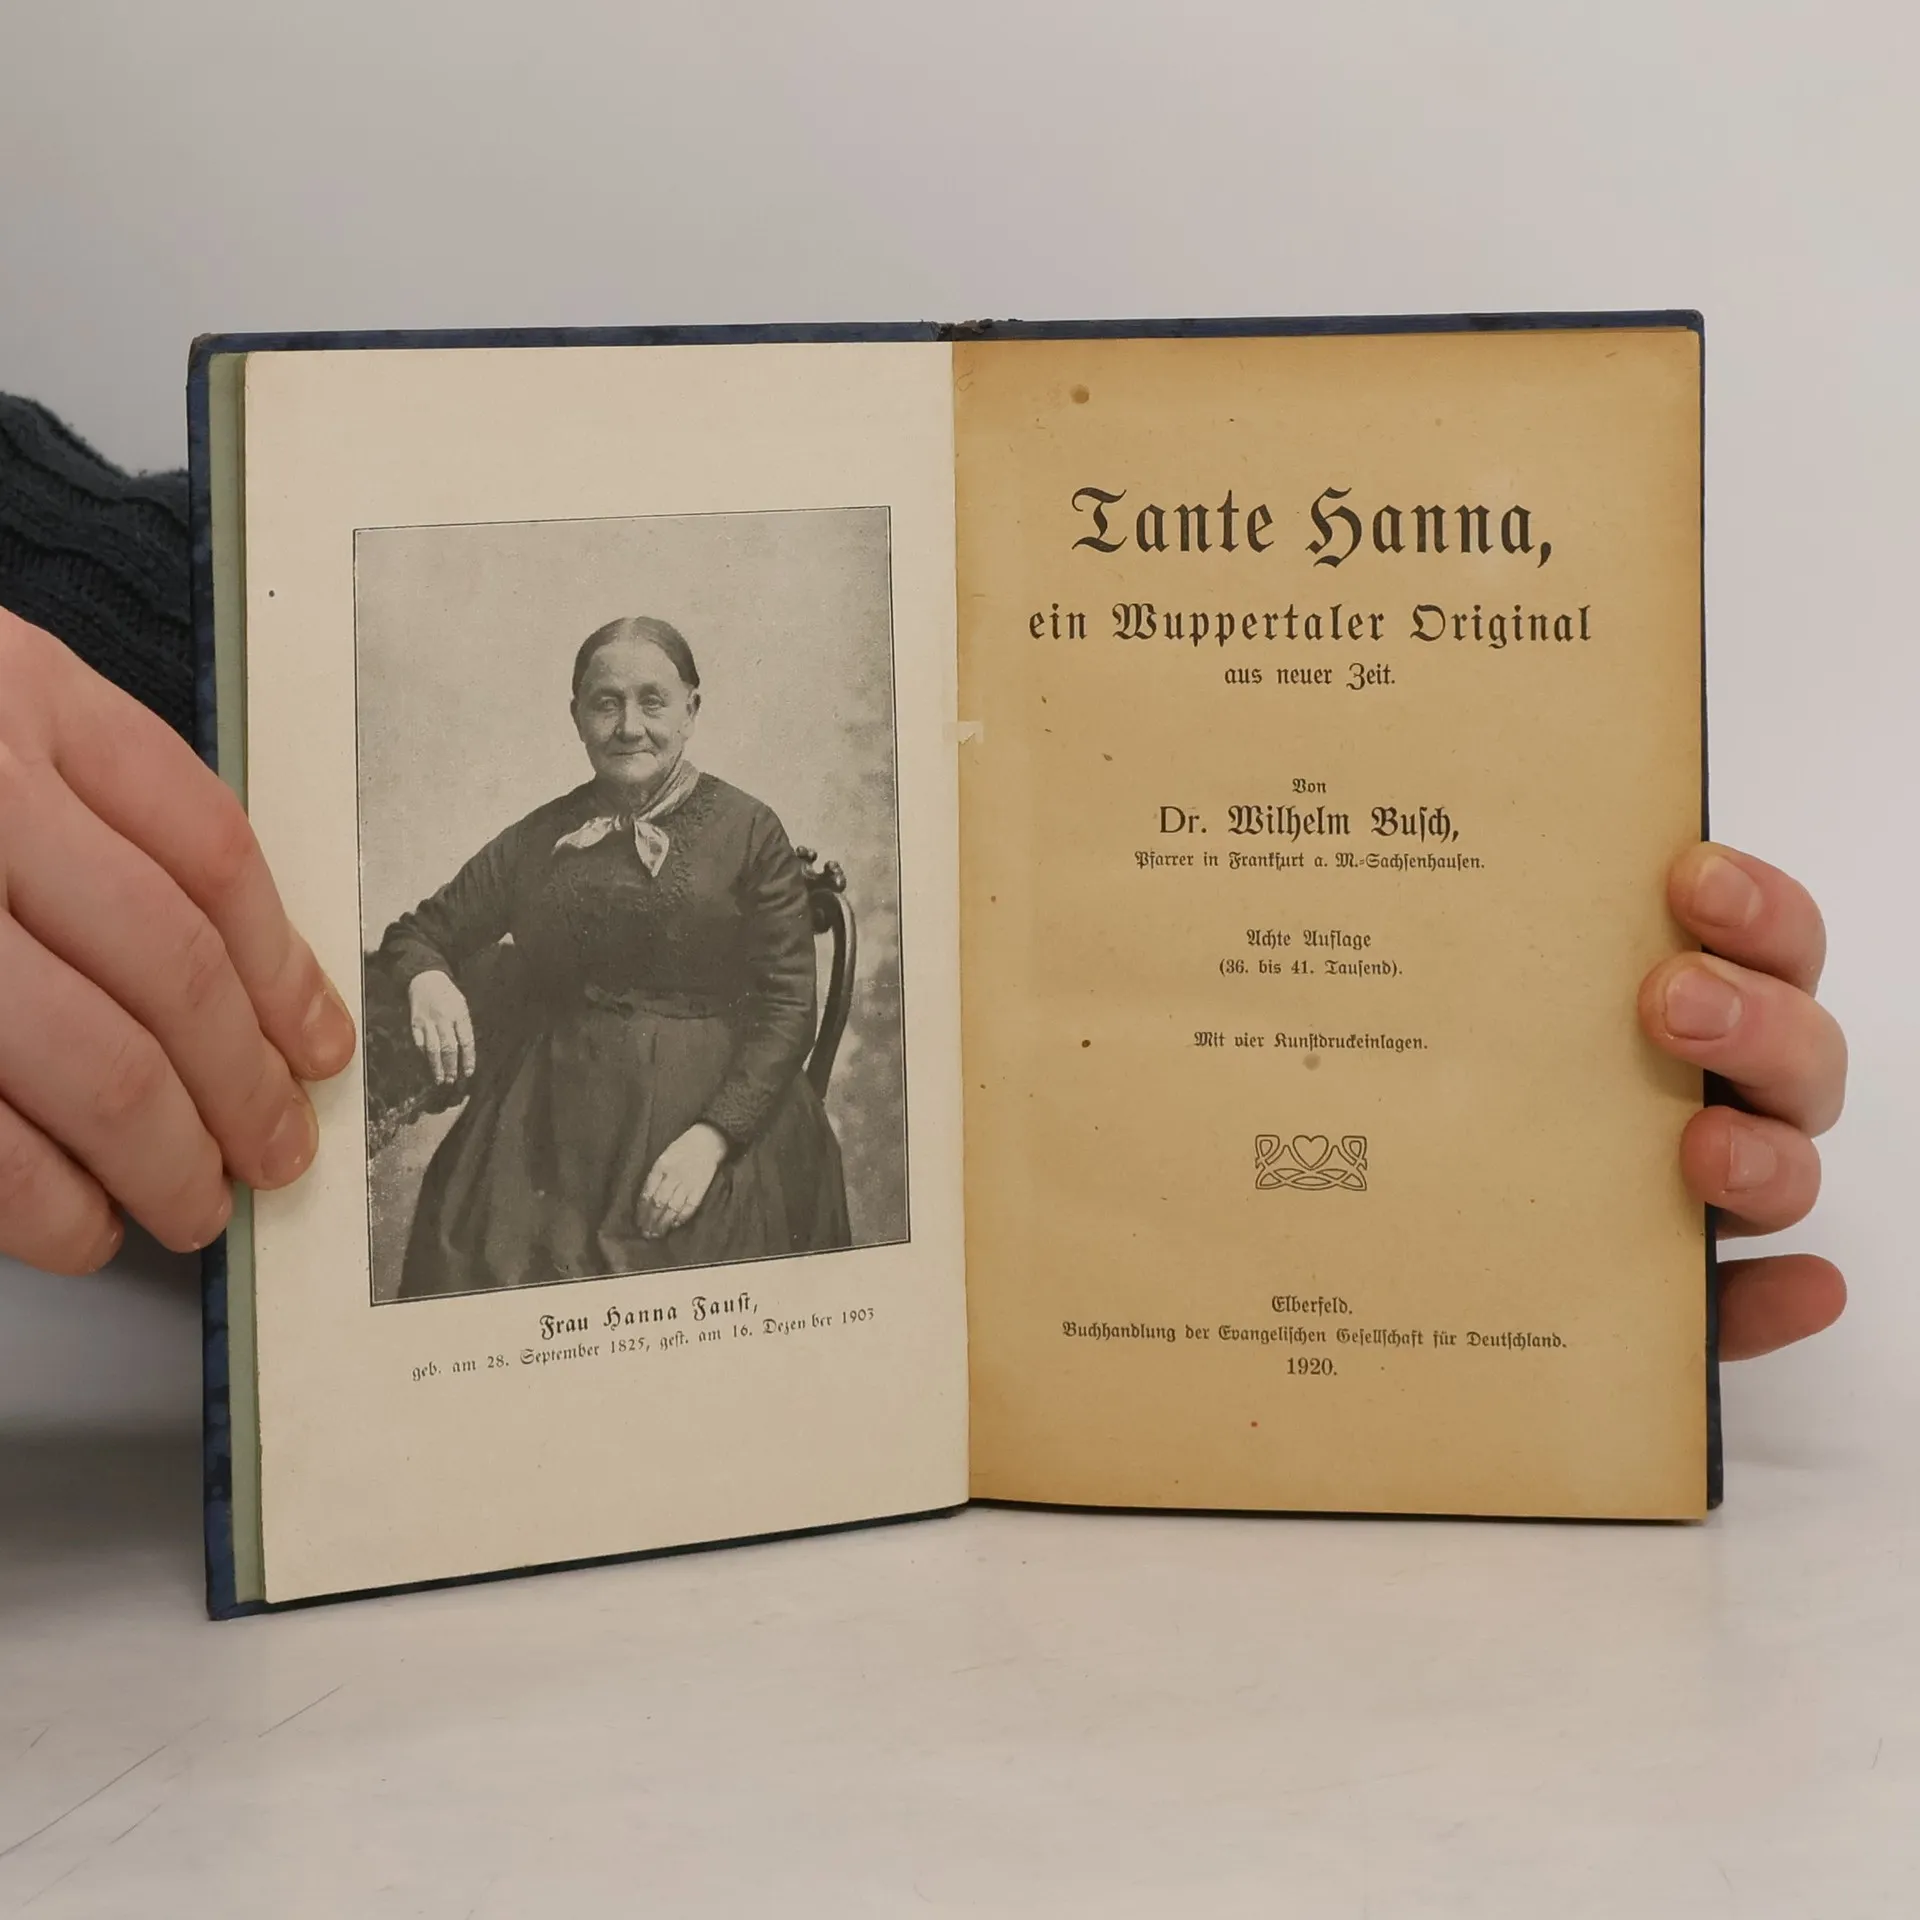 Frau Hanna Faust,
geb. am 28. September 1825, gest. am 16. Dezember 1903
Tante Hanna,
ein Wuppertaler Original
aus neuer Zeit.
Von
Dr. Wilhelm Busch,
Pfarrer in Frankfurt a. M.-Sachsenhausen.
Achte Auflage
(36. bis 41. Tausend).
Mit vier Kunstdruckeinlagen.
Elberfeld.
Buchhandlung der Evangelischen Gesellschaft für Deutschland.
1920.